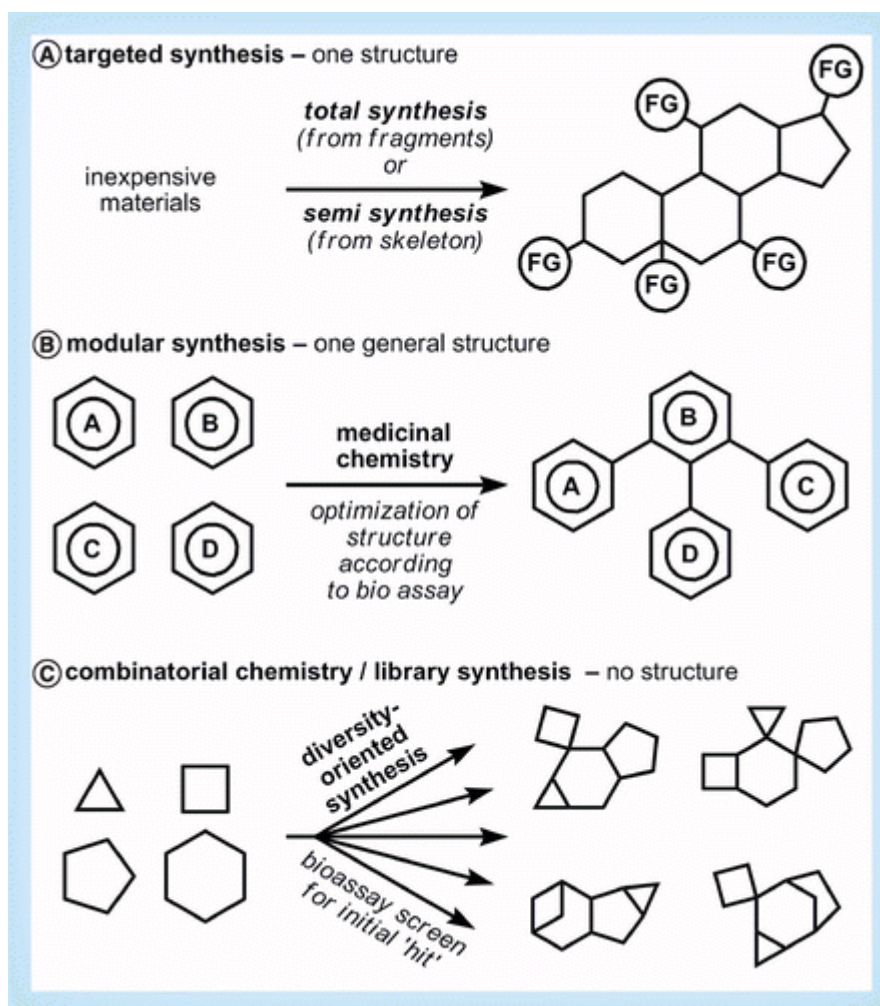 Ⓐ targeted synthesis – one structure
inexpensive
materials
total synthesis
(from fragments)
or
semi synthesis
(from skeleton)
FG
FG
FG
FG
FG
Ⓑ modular synthesis – one general structure
A
B
C
D
medicinal
chemistry
optimization of
structure
according
to bio assay
B
A
C
D
Ⓒ combinatorial chemistry / library synthesis – no structure
diversity-
oriented
synthesis
bioassay screen
for initial 'hit'